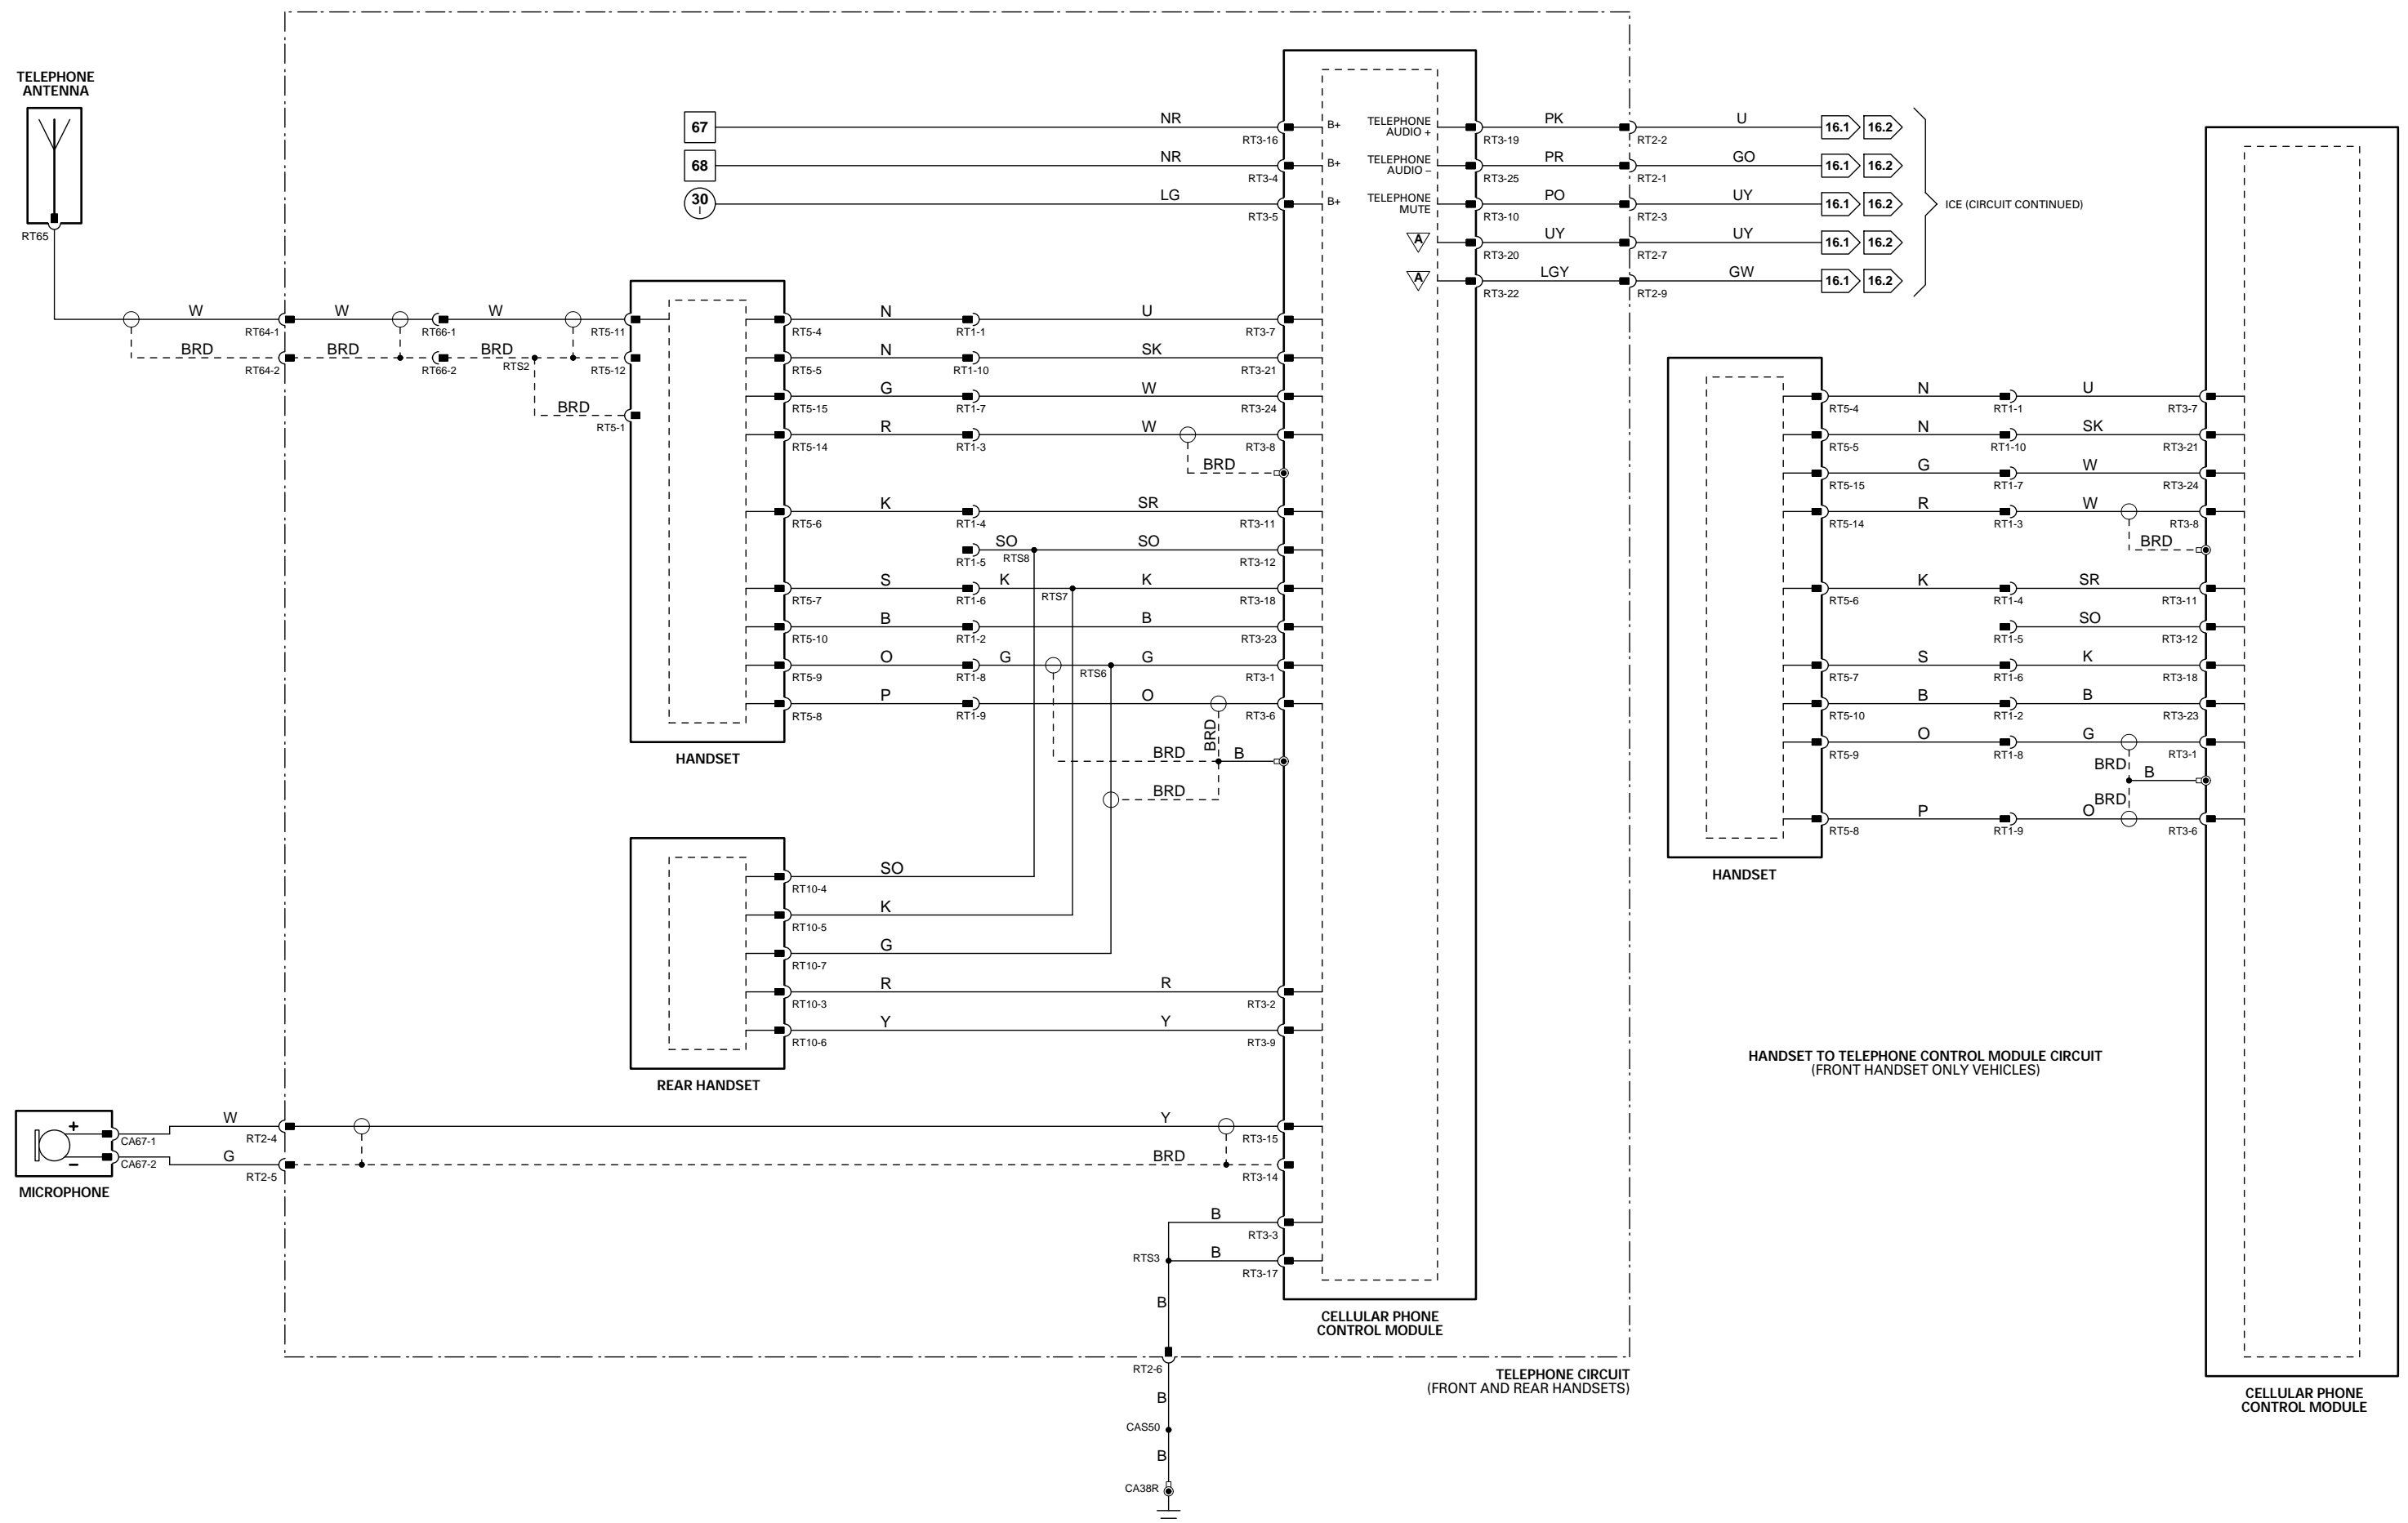 TELEPHONE
ANTENNA
RT65
67
NR
RT3-16
B+
TELEPHONE
AUDIO +
RT3-19
PK
RT2-2
U
16.1
16.2
68
NR
RT3-4
B+
TELEPHONE
AUDIO –
RT3-25
PR
RT2-1
GO
16.1
16.2
30
I
LG
RT3-5
B+
TELEPHONE
MUTE
RT3-10
PO
RT2-3
UY
16.1
16.2
ICE (CIRCUIT CONTINUED)
A
RT3-20
UY
RT2-7
UY
16.1
16.2
A
RT3-22
LGY
RT2-9
GW
16.1
16.2
W
RT64-1
W
RT66-1
W
RT5-11
BRD
RT64-2
BRD
RT66-2
BRD
RTS2
RT5-12
BRD
RT5-1
RT5-4
N
RT1-1
U
RT3-7
RT5-5
N
RT1-10
SK
RT3-21
RT5-15
G
RT1-7
W
RT3-24
RT5-14
R
RT1-3
W
RT3-8
BRD
RT5-6
K
RT1-4
SR
RT3-11
RT1-5
SO
RTS8
SO
RT3-12
RT5-7
S
RT1-6
K
RTS7
K
RT3-18
RT5-10
B
RT1-2
B
RT3-23
RT5-9
O
RT1-8
G
RTS6
G
RT3-1
RT5-8
P
RT1-9
O
RT3-6
BRD
BRD
B
BRD
HANDSET
RT10-4
SO
RT10-5
K
RT10-7
G
RT10-3
R
R
RT3-2
RT10-6
Y
Y
RT3-9
REAR HANDSET
+
–
CA67-1
CA67-2
MICROPHONE
W
RT2-4
Y
RT3-15
G
RT2-5
BRD
RT3-14
B
RT3-3
RTS3
B
RT3-17
B
RT2-6
B
CAS50
B
CA38R
CELLULAR PHONE
CONTROL MODULE
TELEPHONE CIRCUIT
(FRONT AND REAR HANDSETS)
RT5-4
N
RT1-1
U
RT3-7
RT5-5
N
RT1-10
SK
RT3-21
RT5-15
G
RT1-7
W
RT3-24
RT5-14
R
RT1-3
W
RT3-8
BRD
RT5-6
K
RT1-4
SR
RT3-11
RT1-5
SO
RT3-12
RT5-7
S
RT1-6
K
RT3-18
RT5-10
B
RT1-2
B
RT3-23
RT5-9
O
RT1-8
G
RT3-1
BRD
B
BRD
RT5-8
P
RT1-9
O
RT3-6
HANDSET
HANDSET TO TELEPHONE CONTROL MODULE CIRCUIT
(FRONT HANDSET ONLY VEHICLES)
CELLULAR PHONE
CONTROL MODULE